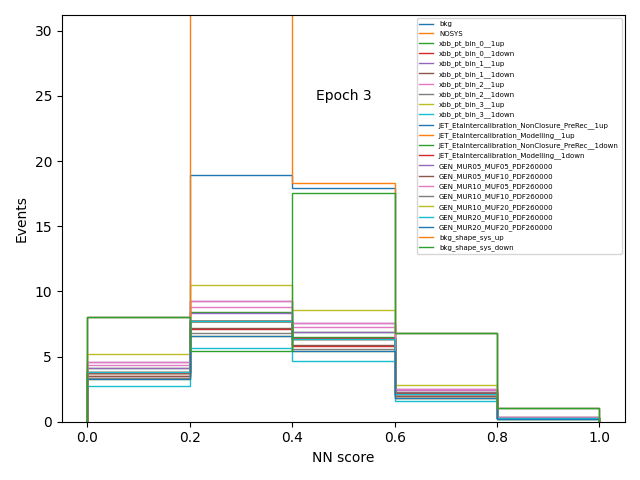 30
25
20
15
10
5
0
Events
Epoch 3
bkg
NOSYS
xbb_pt_bin_0__1up
xbb_pt_bin_0__1down
xbb_pt_bin_1__1up
xbb_pt_bin_1__1down
xbb_pt_bin_2__1up
xbb_pt_bin_2__1down
xbb_pt_bin_3__1up
xbb_pt_bin_3__1down
JET_EtaIntercalibration_NonClosure_PreRec__1up
JET_EtaIntercalibration_Modelling__1up
JET_EtaIntercalibration_NonClosure_PreRec__1down
JET_EtaIntercalibration_Modelling__1down
GEN_MUR05_MUF05_PDF260000
GEN_MUR05_MUF10_PDF260000
GEN_MUR10_MUF05_PDF260000
GEN_MUR10_MUF10_PDF260000
GEN_MUR10_MUF20_PDF260000
GEN_MUR20_MUF10_PDF260000
GEN_MUR20_MUF20_PDF260000
bkg_shape_sys_up
bkg_shape_sys_down
0.0 0.2 0.4 0.6 0.8 1.0
NN score